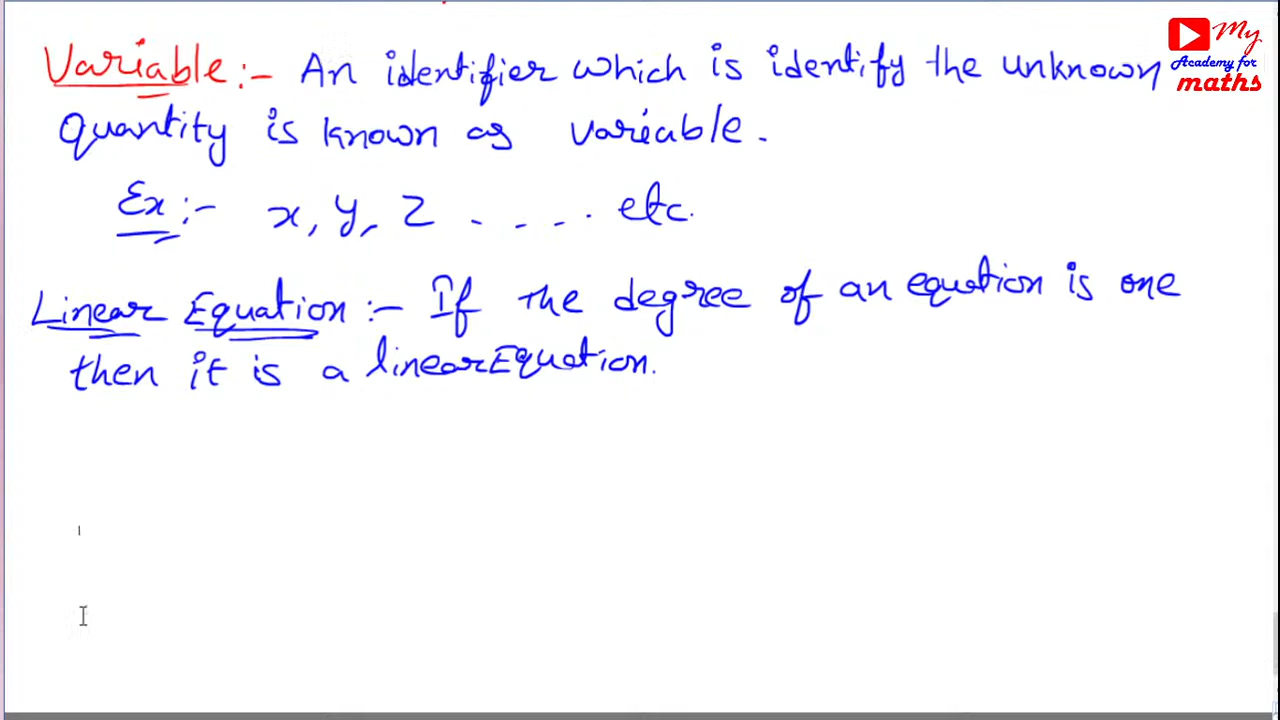 Variable:- An identifier which is identify the unknown
quantity is known as variable.
Ex:- x, y, z - - - . etc.
Linear Equation:- If the degree of an equation is one
then it is a linearEquation.
My
Academy for
maths